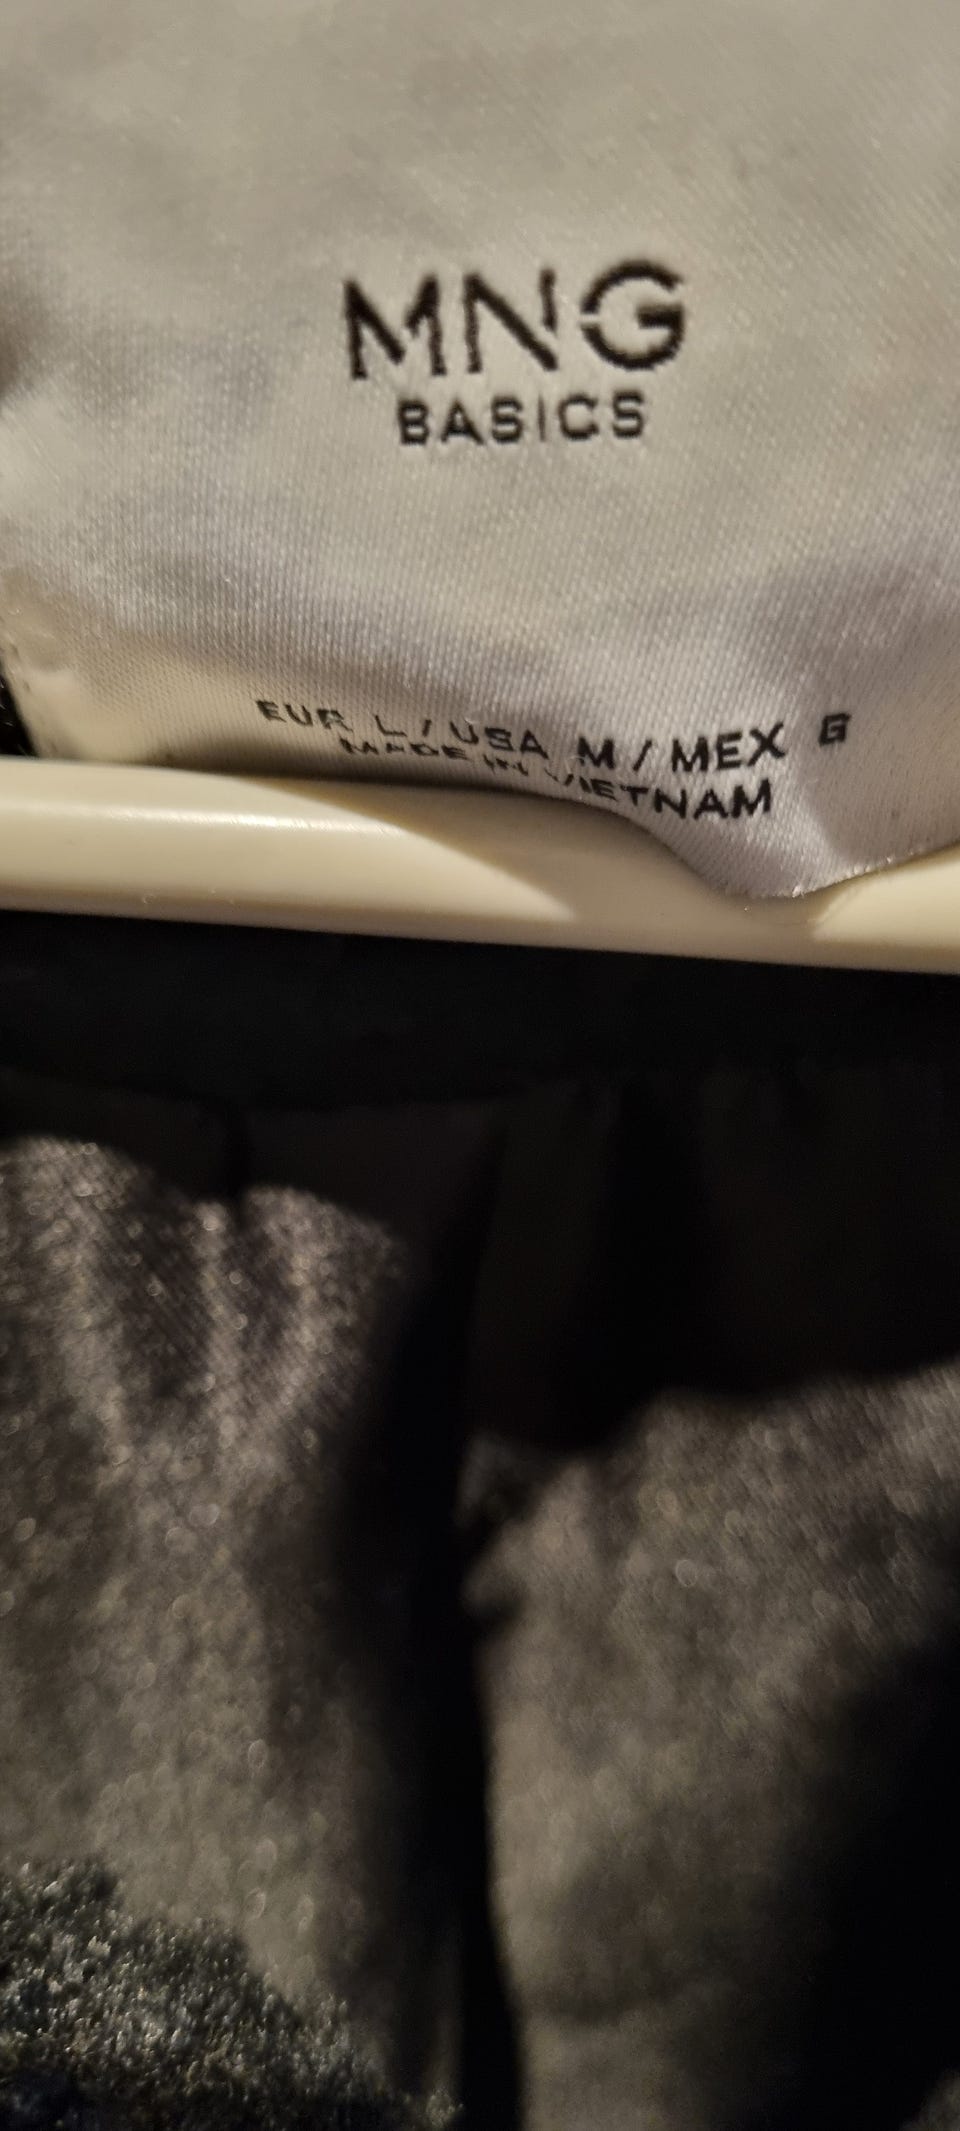 MNG
BASICS
EUR L / USA M / MEX G
MADE IN VIETNAM